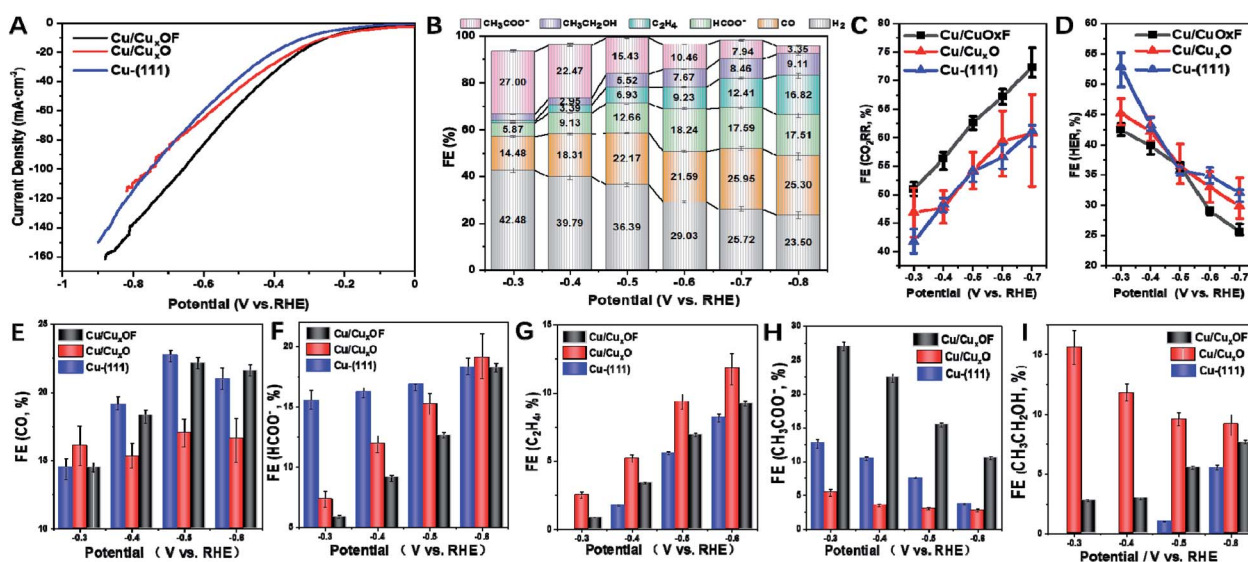 A
Current Density (mA·cm⁻²)
0
-20
-40
-60
-80
-100
-120
-140
-160
Cu/CuₓOF
Cu/CuₓO
Cu-(111)
-1
-0.8
-0.6
-0.4
-0.2
0
Potential (V vs.RHE)
B
CH₃COO⁻ CH₃CH₂OH C₂H₄ HCOO⁻ CO H₂
FE (%)
100
80
60
40
20
0
27.00
5.87
14.48
42.48
22.47
2.95
3.39
9.13
18.31
39.79
15.43
5.52
6.93
12.66
22.17
36.39
10.46
7.67
9.23
18.24
21.59
29.03
7.94
8.46
12.41
17.59
25.95
25.72
3.35
9.11
16.82
17.51
25.30
23.50
-0.3 -0.4 -0.5 -0.6 -0.7 -0.8
Potential (V vs. RHE)
C
FE (CO₂RR, %)
80
75
70
65
60
55
50
45
40
Cu/CuOxF
Cu/CuₓO
Cu-(111)
-0.3 -0.4 -0.5 -0.6 -0.7
Potential (V vs. RHE)
D
FE (HER, %)
60
55
50
45
40
35
30
25
Cu/CuOxF
Cu/CuₓO
Cu-(111)
-0.3 -0.4 -0.5 -0.6 -0.7
Potential (V vs. RHE)
E
FE (CO, %)
25
20
15
10
Cu/CuₓOF
Cu/CuₓO
Cu-(111)
-0.3 -0.4 -0.5 -0.6
Potential (V vs. RHE)
F
FE (HCOO⁻, %)
20
15
10
5
Cu/CuₓOF
Cu/CuₓO
Cu-(111)
-0.3 -0.4 -0.5 -0.6
Potential (V vs. RHE)
G
FE (C₂H₄, %)
15
10
5
0
Cu/CuₓOF
Cu/CuₓO
Cu-(111)
-0.3 -0.4 -0.5 -0.6
Potential (V vs. RHE)
H
FE (CH₃COO⁻, %)
30
25
20
15
10
5
0
Cu/CuₓOF
Cu/CuₓO
Cu-(111)
-0.3 -0.4 -0.5 -0.6
Potential (V vs. RHE)
I
FE (CH₃CH₂OH, %)
15
10
5
0
Cu/CuₓOF
Cu/CuₓO
Cu-(111)
-0.3 -0.4 -0.5 -0.6
Potential / V vs. RHE